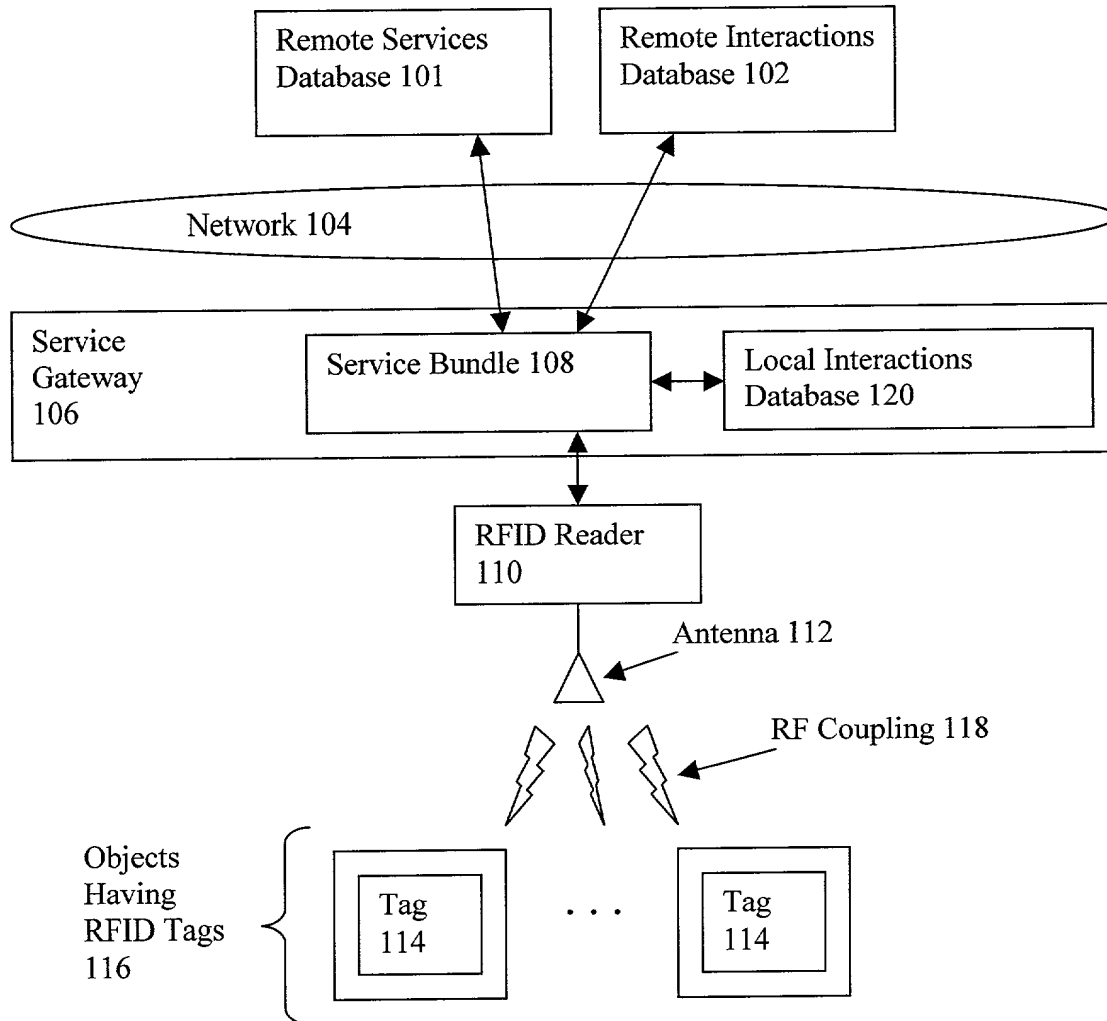 Remote Services
Database 101
Remote Interactions
Database 102
Network 104
Service
Gateway
106
Service Bundle 108
Local Interactions
Database 120
RFID Reader
110
Antenna 112
RF Coupling 118
Objects
Having
RFID Tags
116
Tag
114
. . .
Tag
114